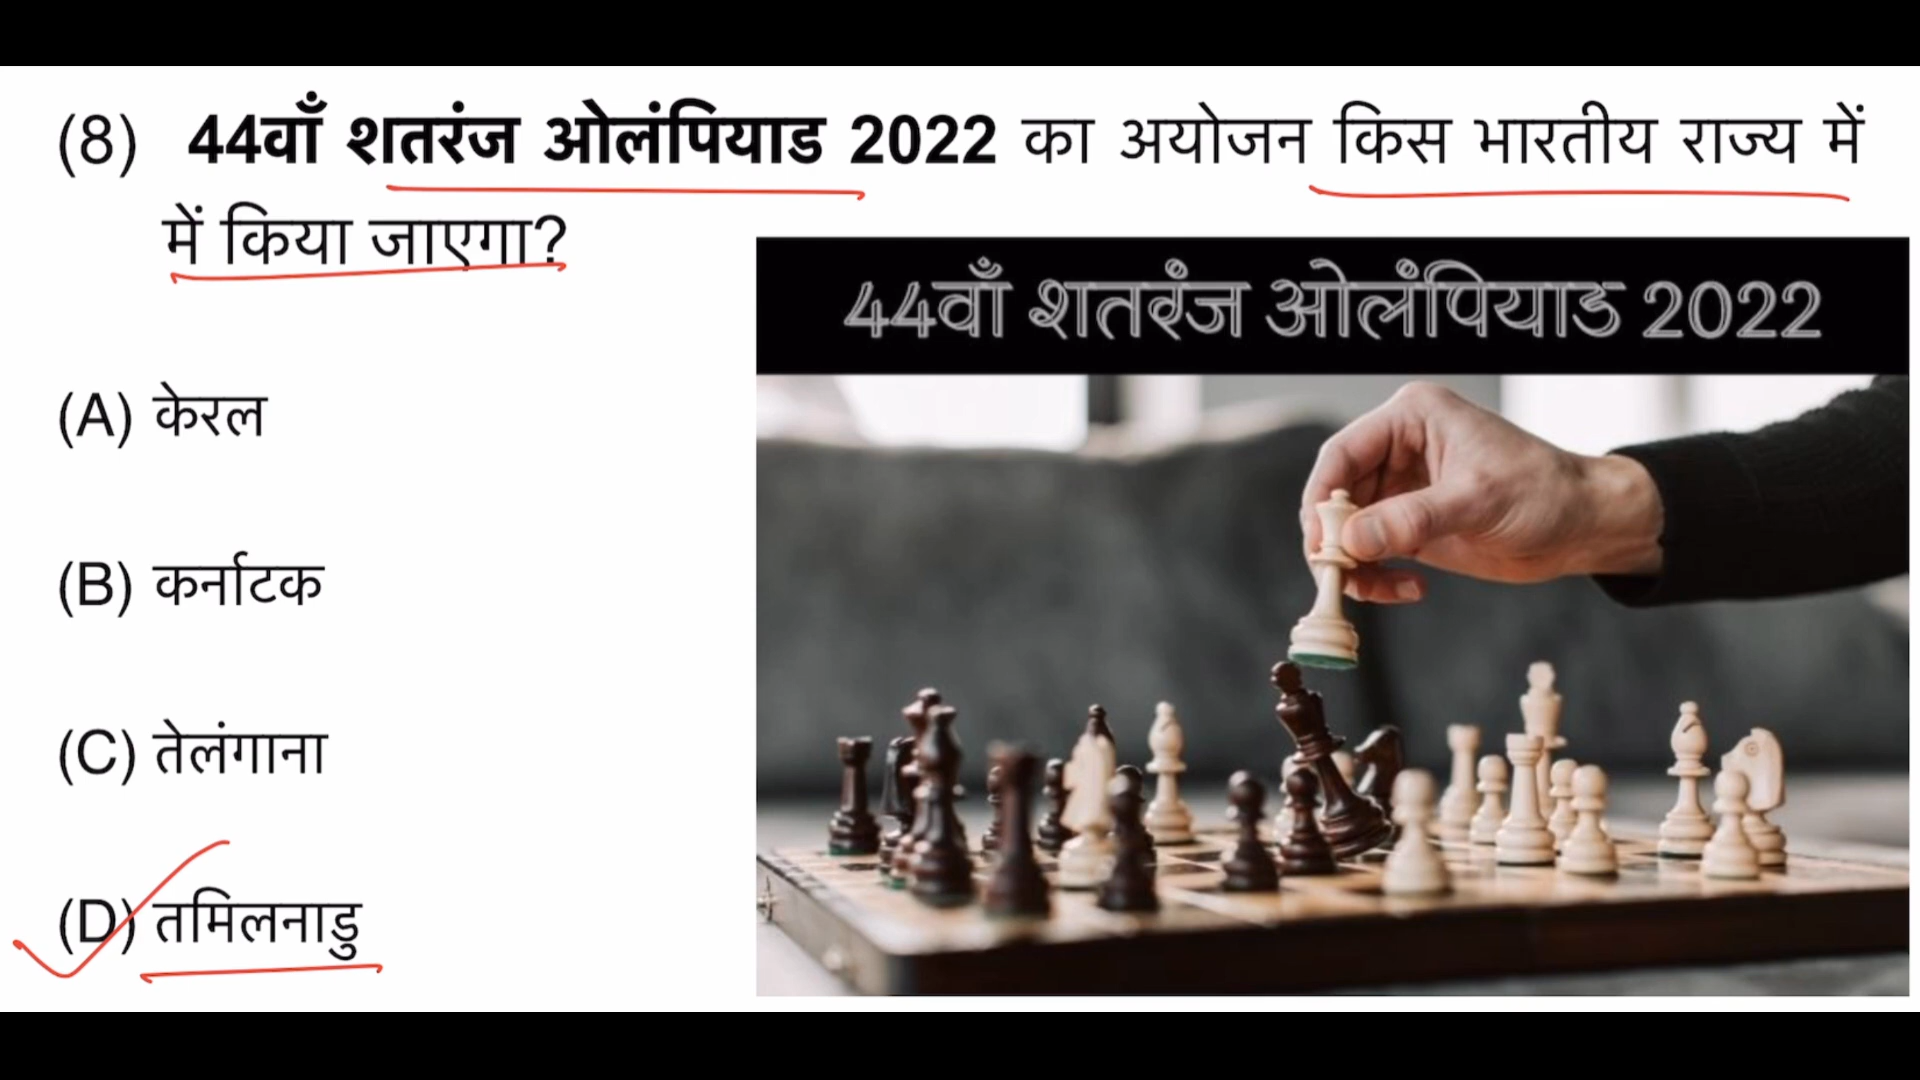 (8) 44वाँ शतरंज ओलंपियाड 2022 का अयोजन किस भारतीय राज्य में
में किया जाएगा?
44वाँ शतरंज ओलंपियाड 2022
(A) केरल
(B) कर्नाटक
(C) तेलंगाना
(D) तमिलनाडु